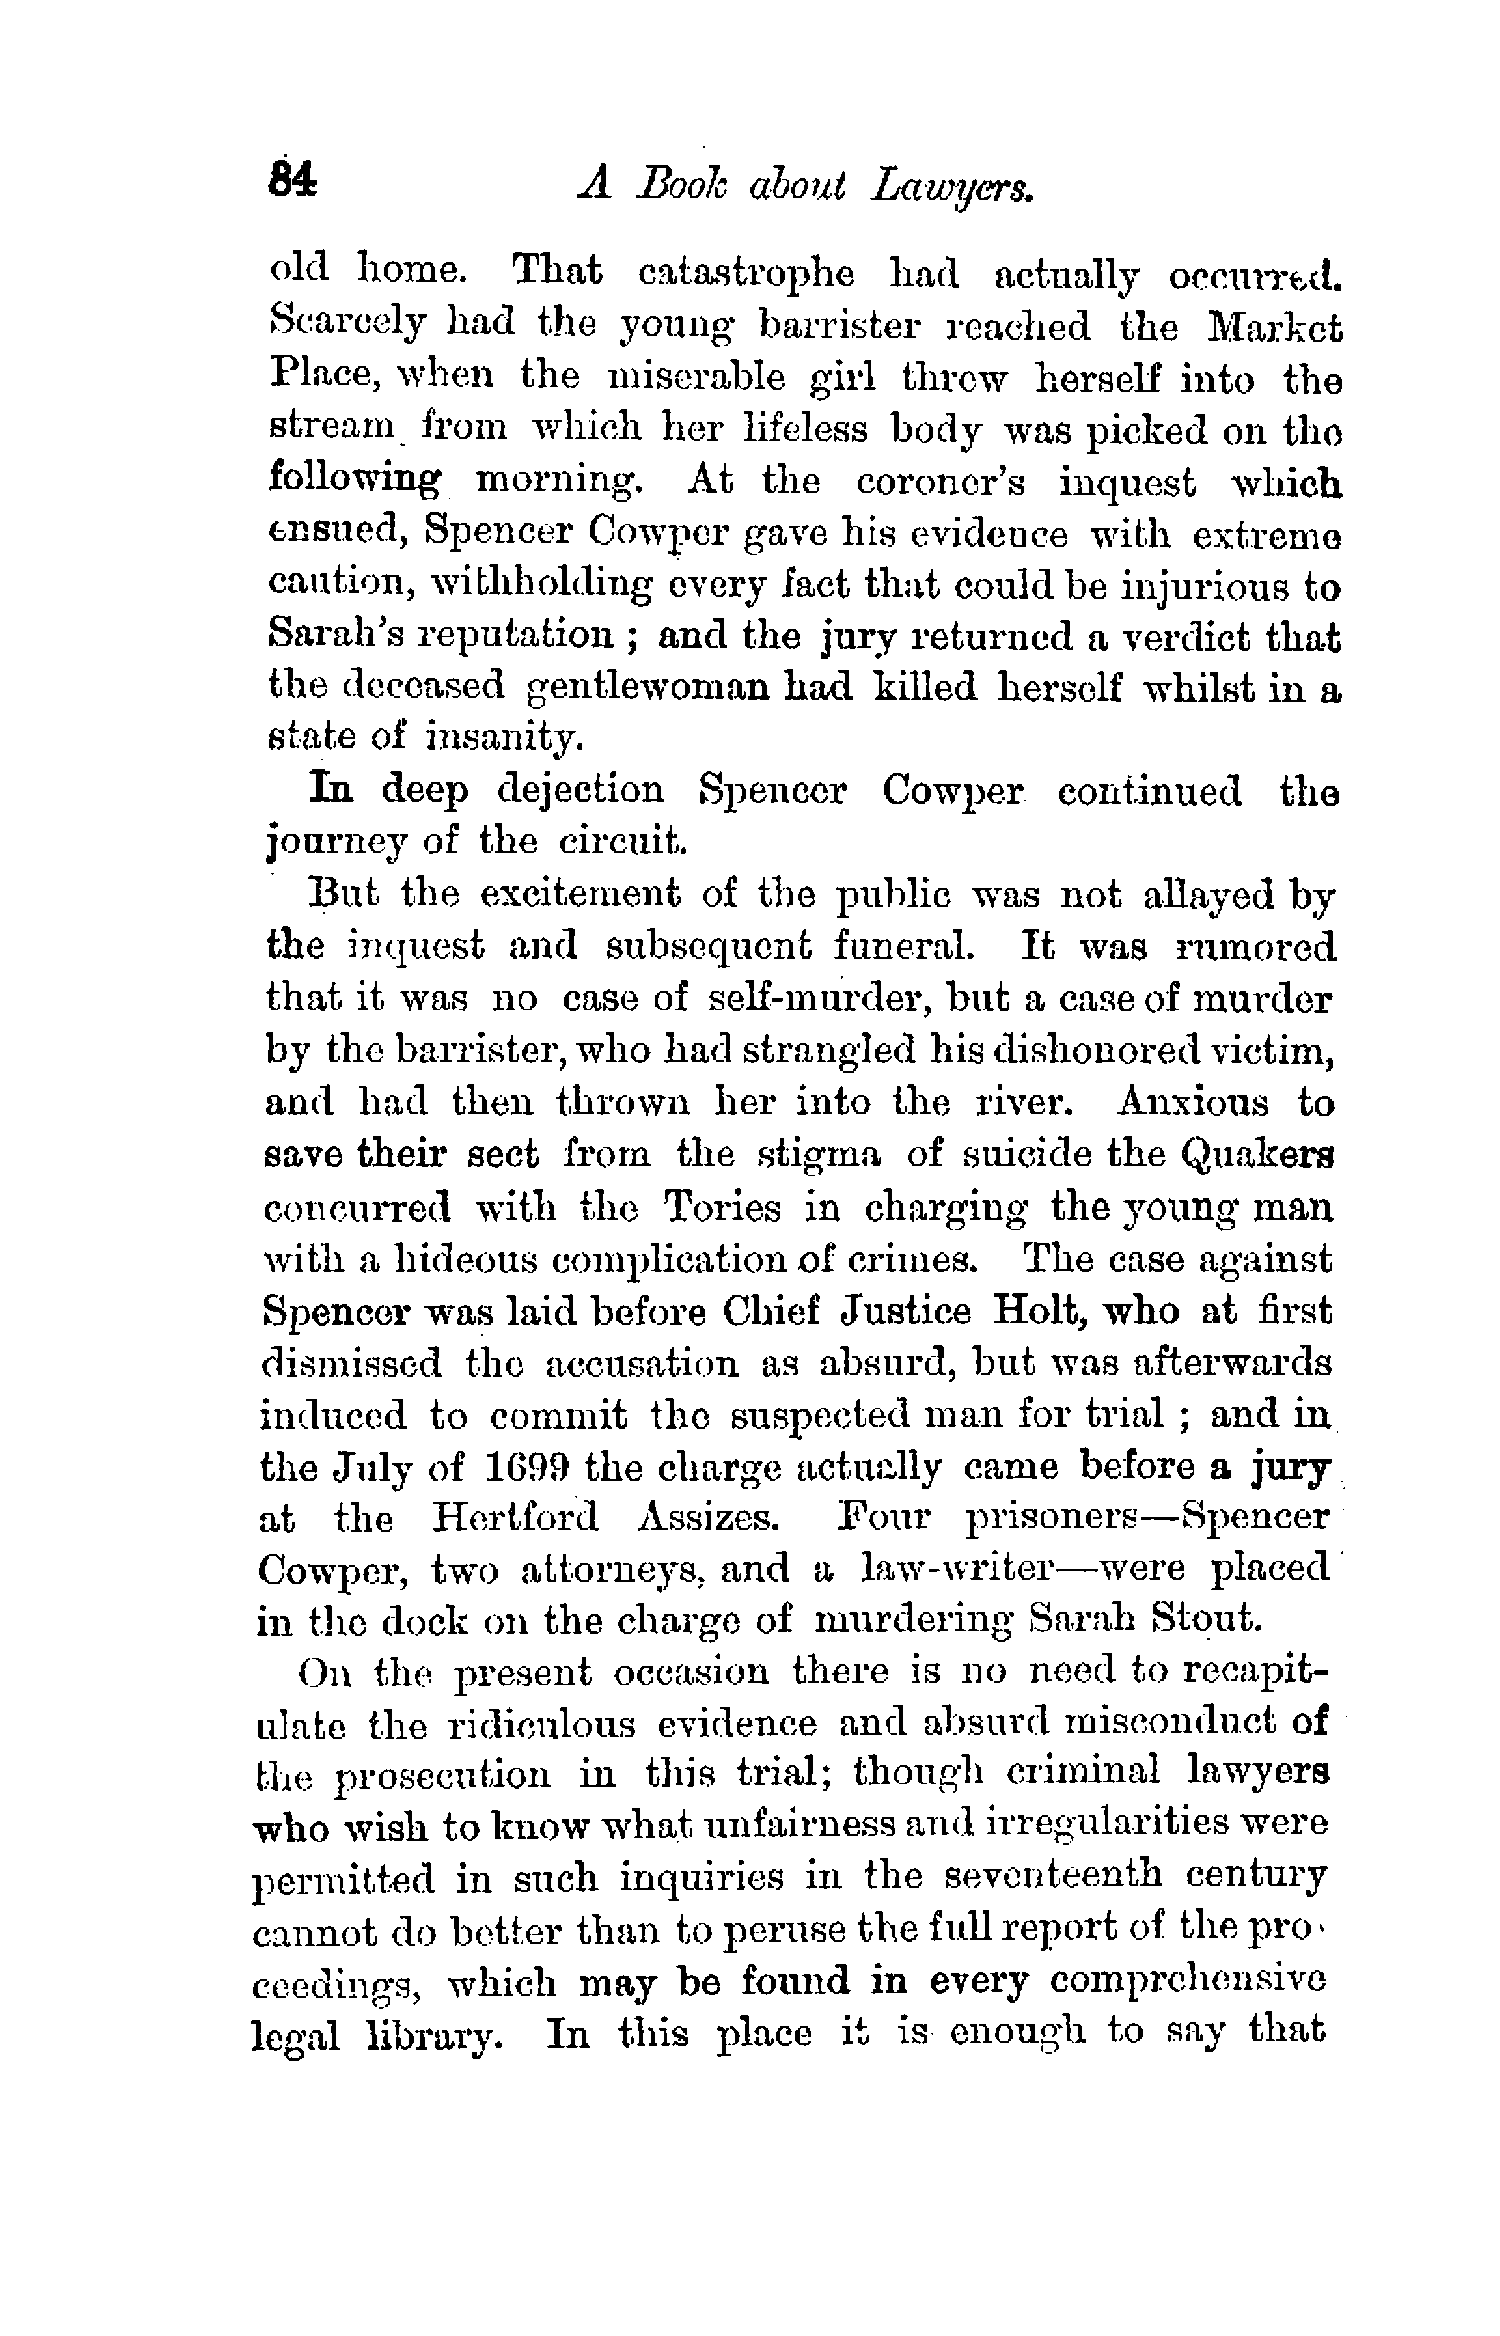 84 A Book about Lawyers.
old home. That catastrophe had actually occurred.
Scarcely had the young barrister reached the Market
Place, when the miserable girl threw herself into the
stream from which her lifeless body was picked on the
following morning. At the coroner's inquest which
ensued, Spencer Cowper gave his evidence with extreme
caution, withholding every fact that could be injurious to
Sarah's reputation ; and the jury returned a verdict that
the deceased gentlewoman had killed herself whilst in a
state of insanity.
In deep dejection Spencer Cowper continued the
journey of the circuit.
But the excitement of the public was not allayed by
the inquest and subsequent funeral. It was rumored
that it was no case of self-murder, but a case of murder
by the barrister, who had strangled his dishonored victim,
and had then thrown her into the river. Anxious to
save their sect from the stigma of suicide the Quakers
concurred with the Tories in charging the young man
with a hideous complication of crimes. The case against
Spencer was laid before Chief Justice Holt, who at first
dismissed the accusation as absurd, but was afterwards
induced to commit the suspected man for trial ; and in
the July of 1699 the charge actually came before a jury
at the Hertford Assizes. Four prisoners—Spencer
Cowper, two attorneys, and a law-writer—were placed
in the dock on the charge of murdering Sarah Stout.
On the present occasion there is no need to recapit-
ulate the ridiculous evidence and absurd misconduct of
the prosecution in this trial; though criminal lawyers
who wish to know what unfairness and irregularities were
permitted in such inquiries in the seventeenth century
cannot do better than to peruse the full report of the pro-
ceedings, which may be found in every comprehensive
legal library. In this place it is enough to say that